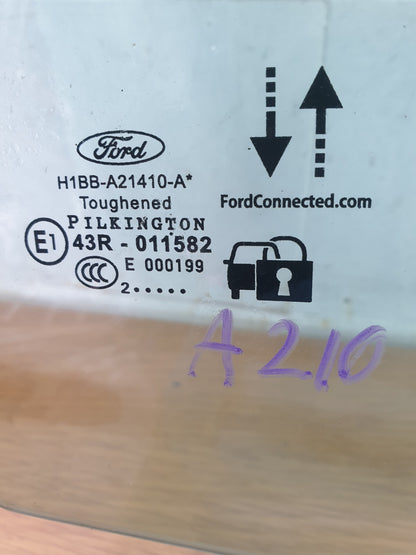 Ford
H1BB-A21410-A*
Toughened
PILKINGTON
E1 43R - 011582
CCC E 000199
2.....
FordConnected.com
A210